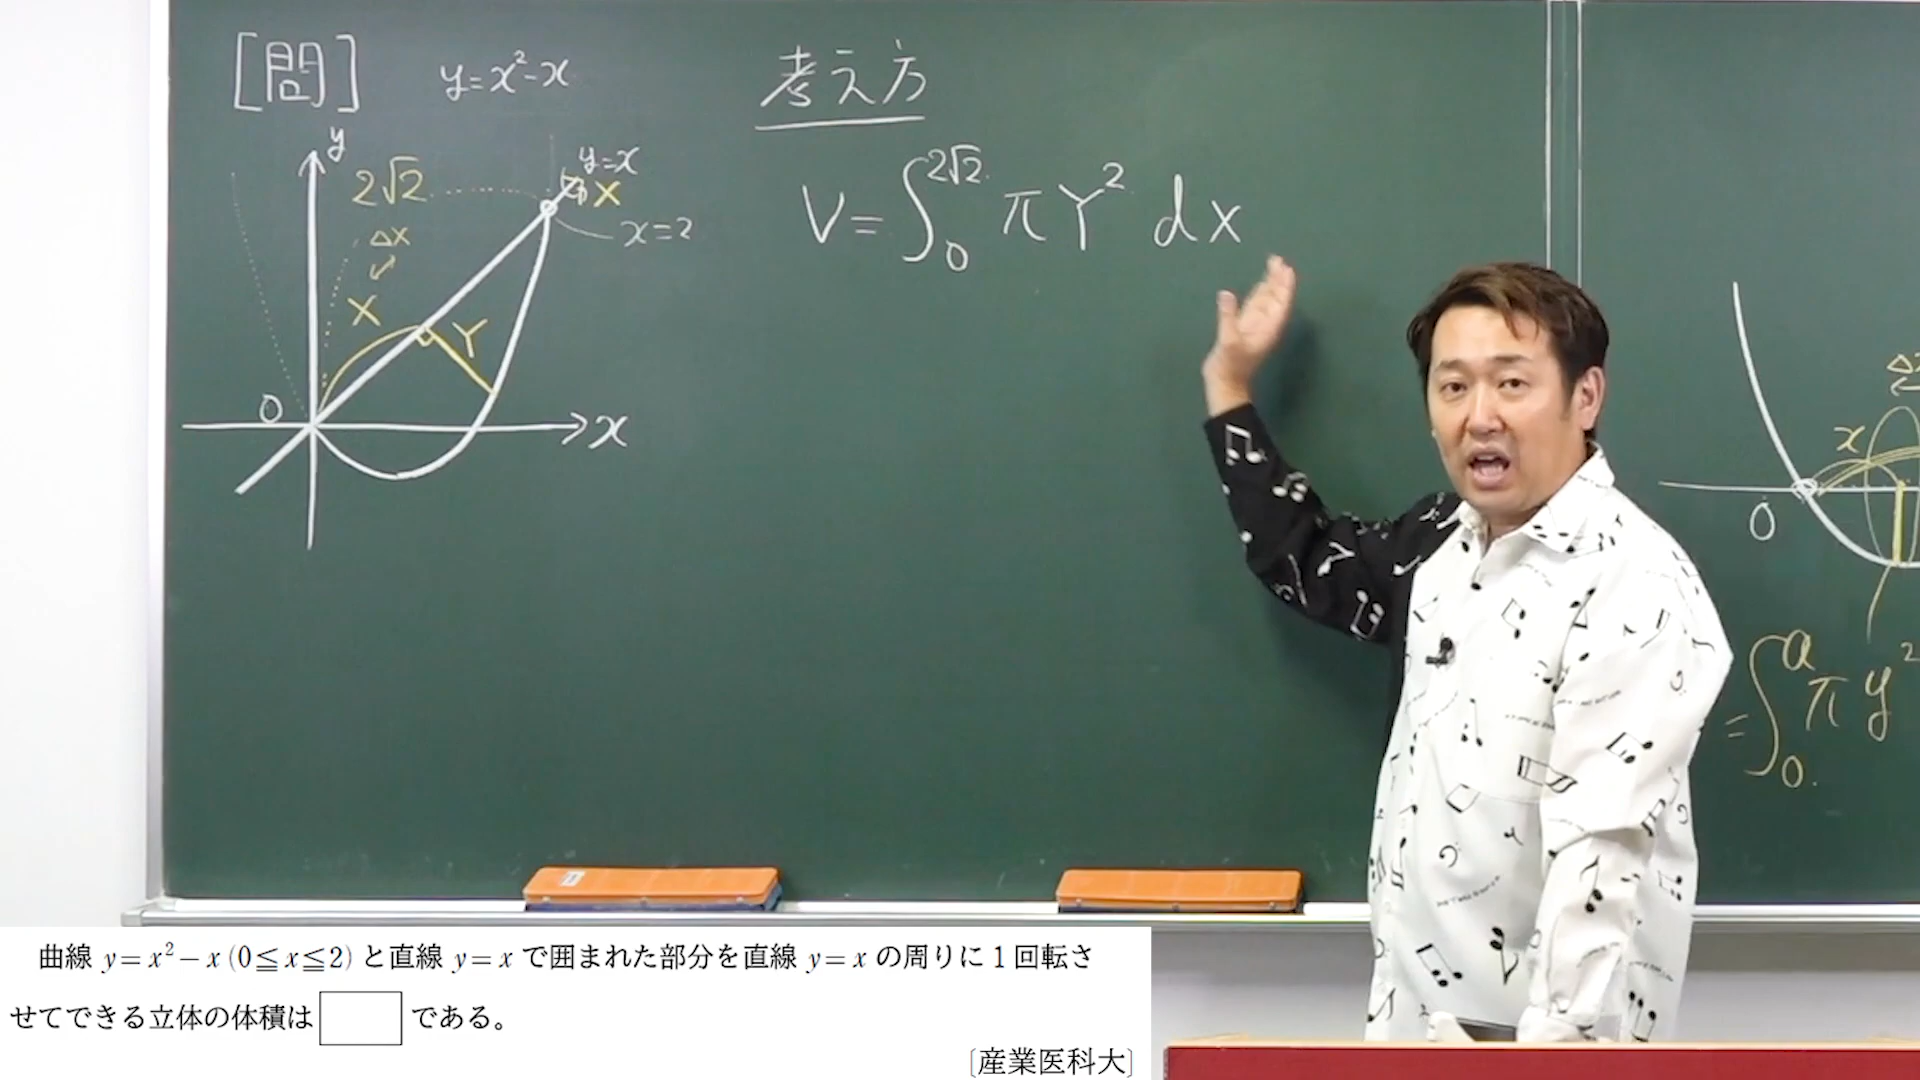 [問] y=x²-x
考え方
y
2√2
y=x
X
x=2
ΔX
X
Y
O
x
V=∫₀^{2√2} πY² dX
x
O
=∫₀^a πy²
曲線 y=x²−x (0≦x≦2) と直線 y=x で囲まれた部分を直線 y=x の周りに 1 回転さ
せてできる立体の体積は□である。
[産業医科大]